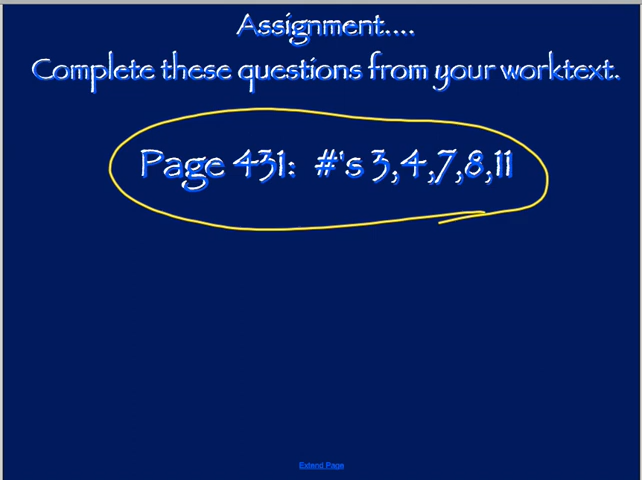 Assignment....
Complete these questions from your worktext.
Page 431: #'s 3,4,7,8,11
Extend Page